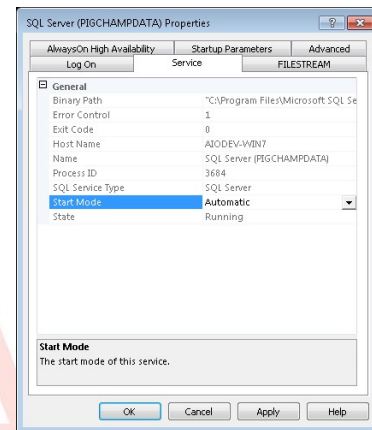 SQL Server (PIGCHAMPDATA) Properties
AlwaysOn High Availability Startup Parameters Advanced
Log On Service FILESTREAM
General
Binary Path "C:\Program Files\Microsoft SQL Se
Error Control 1
Exit Code 0
Host Name AIODEV-WIN7
Name SQL Server (PIGCHAMPDATA)
Process ID 3684
SQL Service Type SQL Server
Start Mode Automatic
State Running
Start Mode
The start mode of this service.
OK Cancel Apply Help